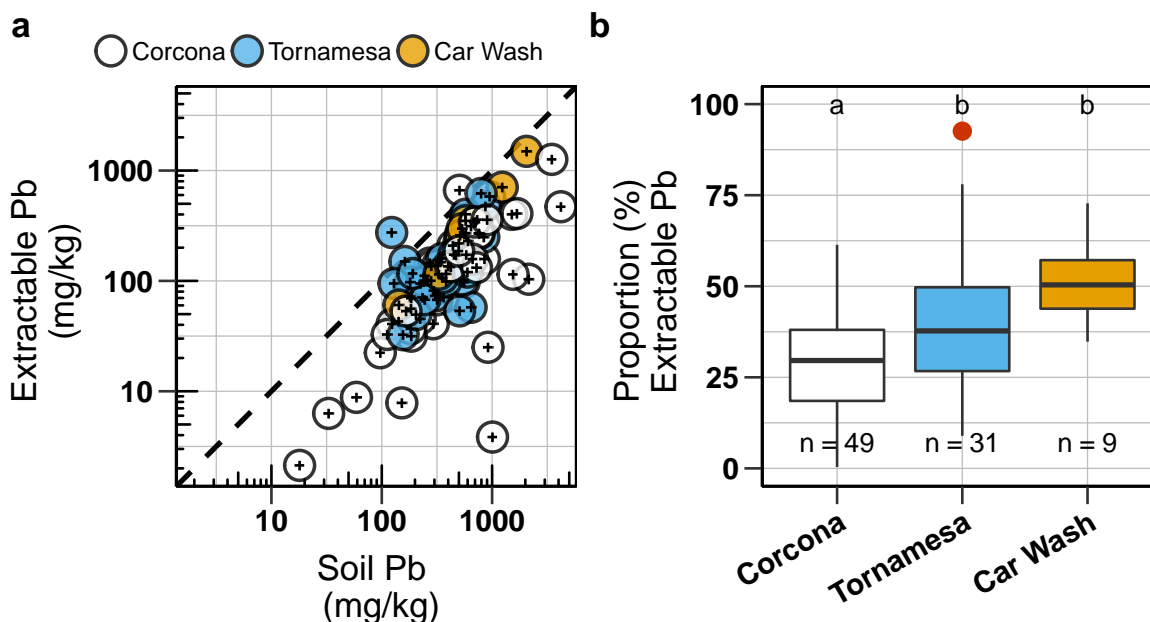 a
Corcona Tornamesa Car Wash
Extractable Pb
(mg/kg)
1000
100
10
10 100 1000
Soil Pb
(mg/kg)
b
Proportion (%)
Extractable Pb
100
75
50
25
0
a b b
n = 49 n = 31 n = 9
Corcona Tornamesa Car Wash